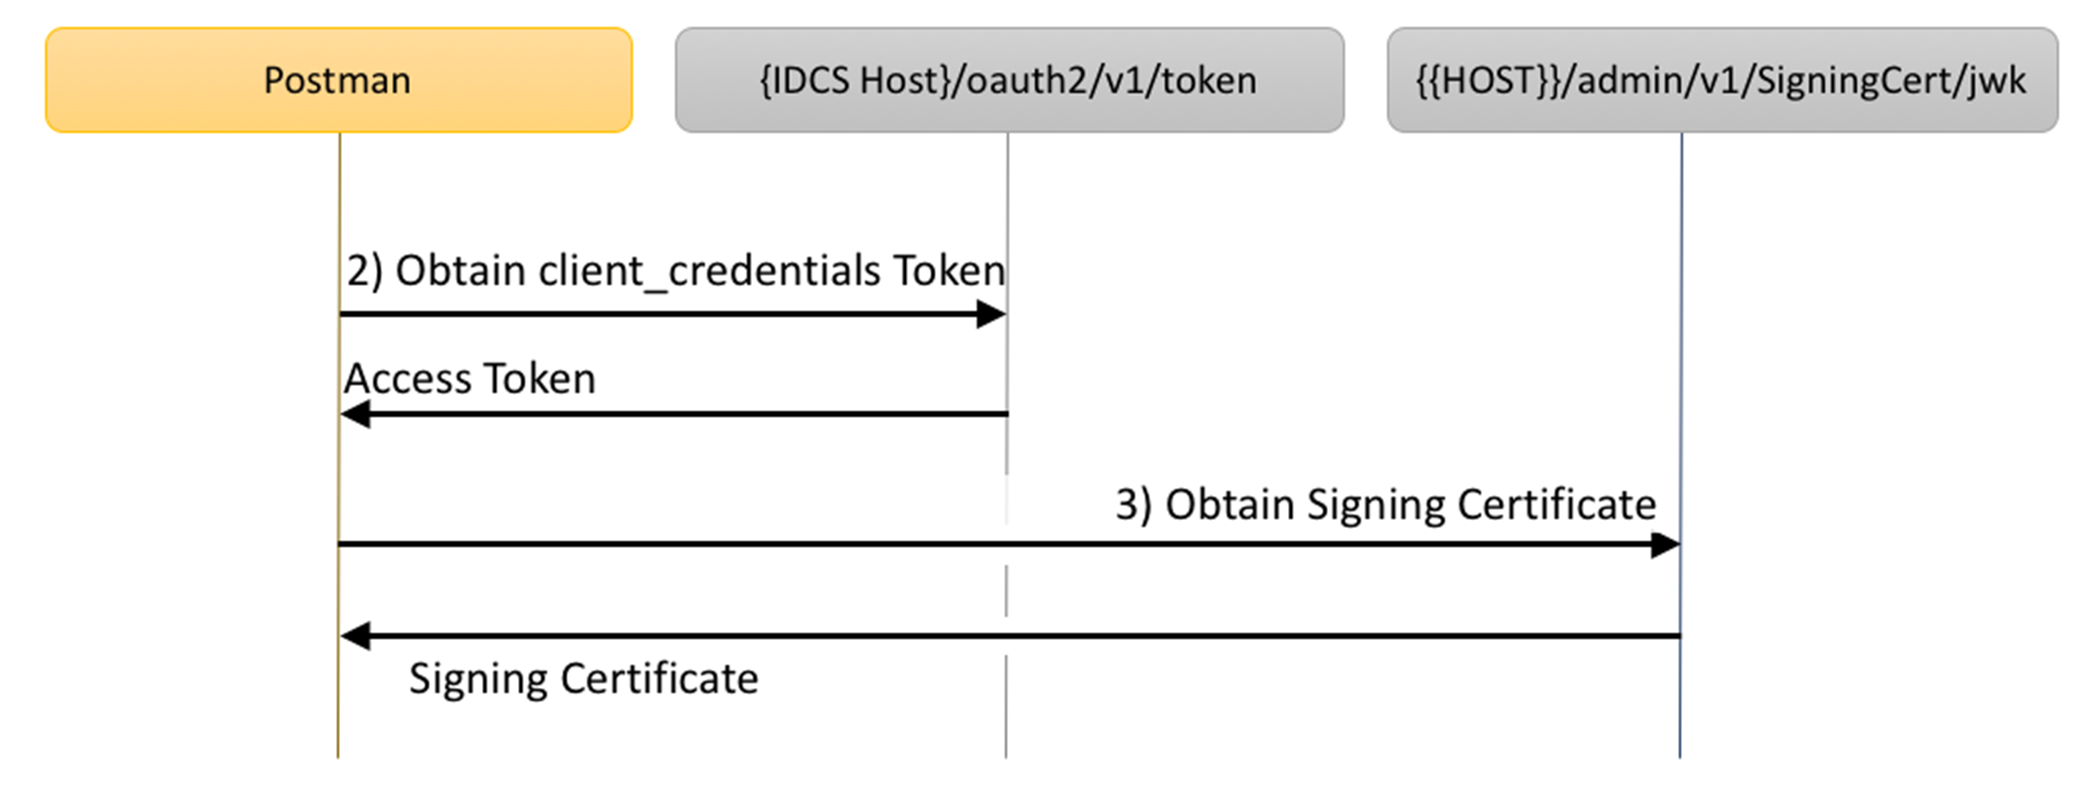 Postman
{IDCS Host}/oauth2/v1/token
{{HOST}}/admin/v1/SigningCert/jwk
2) Obtain client_credentials Token
Access Token
3) Obtain Signing Certificate
Signing Certificate